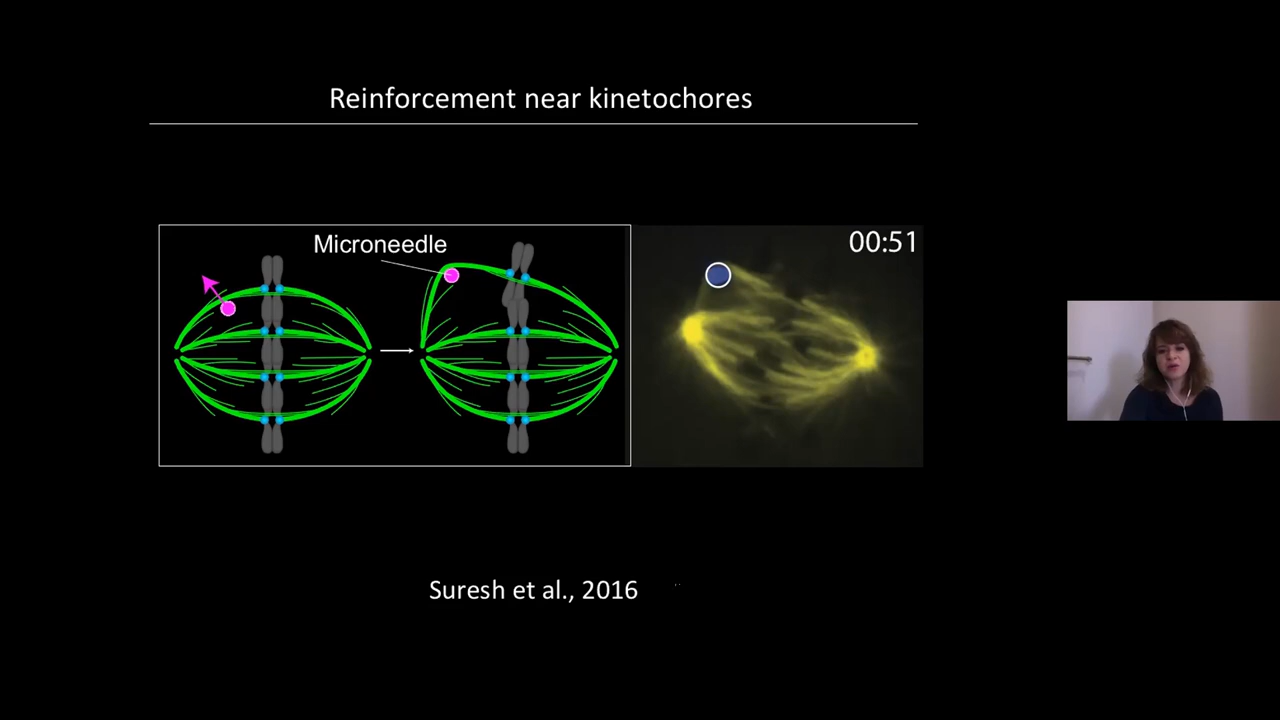 Reinforcement near kinetochores
Microneedle
00:51
Suresh et al., 2016